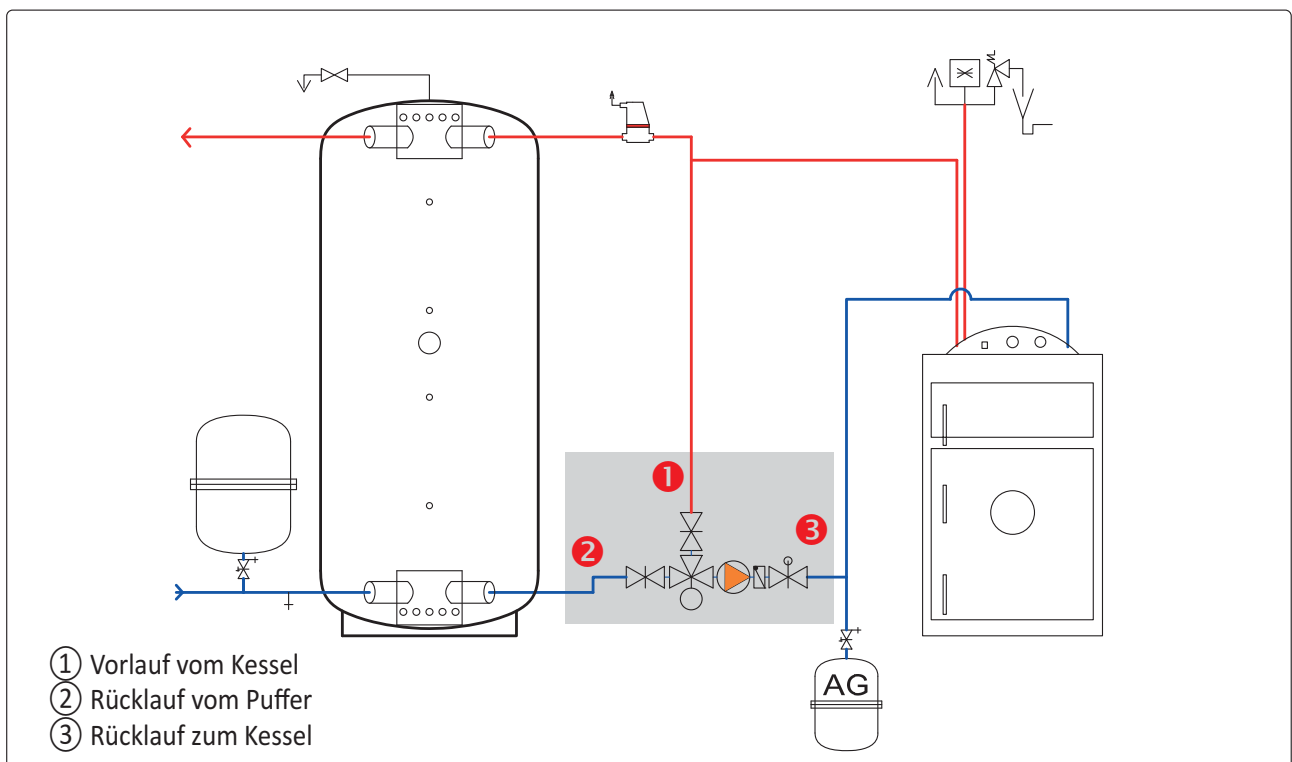 1
2
3
AG
1 Vorlauf vom Kessel
2 Rücklauf vom Puffer
3 Rücklauf zum Kessel